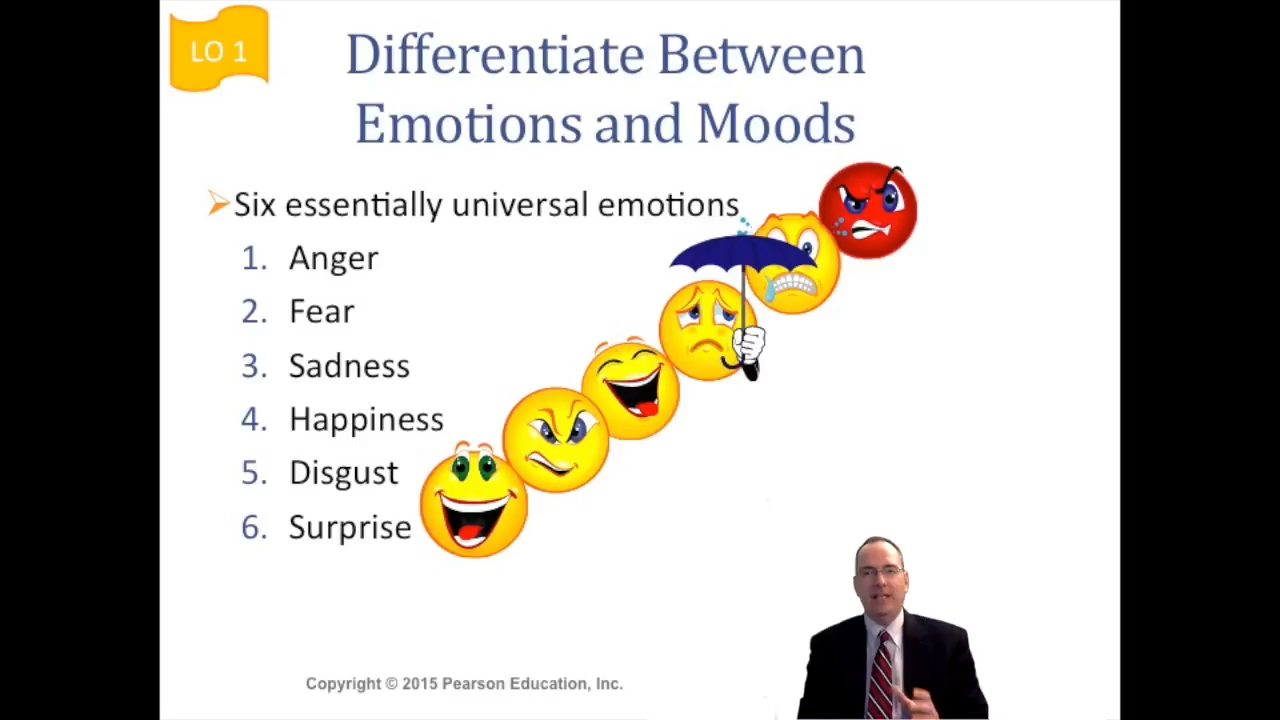 LO 1
Differentiate Between
Emotions and Moods
Six essentially universal emotions
1. Anger
2. Fear
3. Sadness
4. Happiness
5. Disgust
6. Surprise
Copyright © 2015 Pearson Education, Inc.